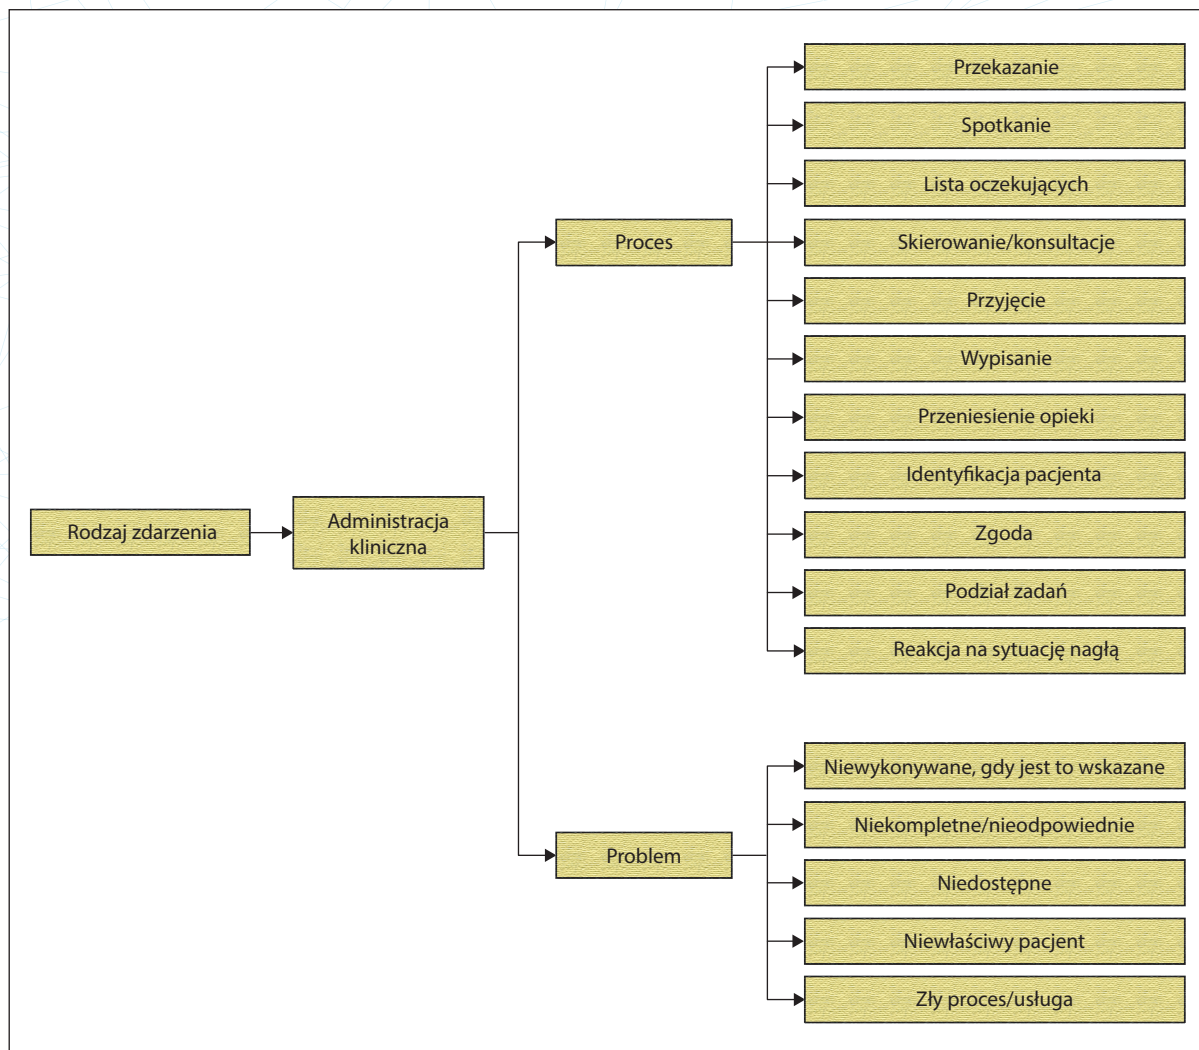 Rodzaj zdarzenia
Administracja
kliniczna
Proces
Przekazanie
Spotkanie
Lista oczekujących
Skierowanie/konsultacje
Przyjęcie
Wypisanie
Przeniesienie opieki
Identyfikacja pacjenta
Zgoda
Podział zadań
Reakcja na sytuację nagłą
Problem
Niewykonywane, gdy jest to wskazane
Niekompletne/nieodpowiednie
Niedostępne
Niewłaściwy pacjent
Zły proces/usługa